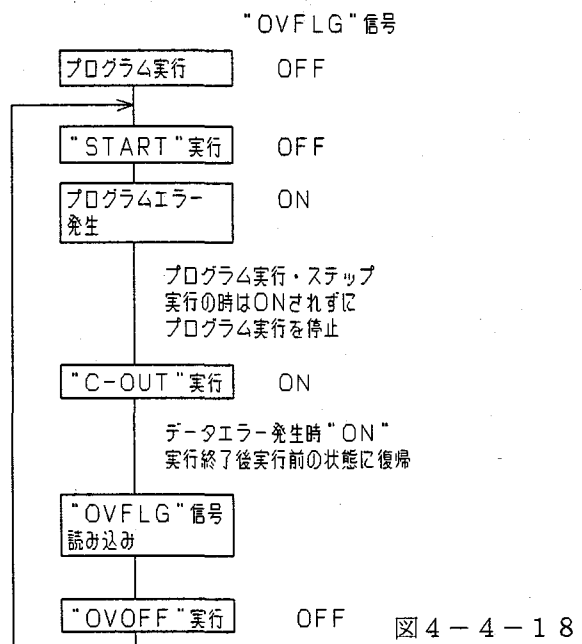 "OVFLG"信号
プログラム実行 OFF
"START"実行 OFF
プログラムエラー ON
発生
プログラム実行・ステップ
実行の時はONされずに
プログラム実行を停止
"C-OUT"実行 ON
データエラー発生時"ON"
実行終了後実行前の状態に復帰
"OVFLG"信号
読み込み
"OVOFF"実行 OFF
図4-4-18